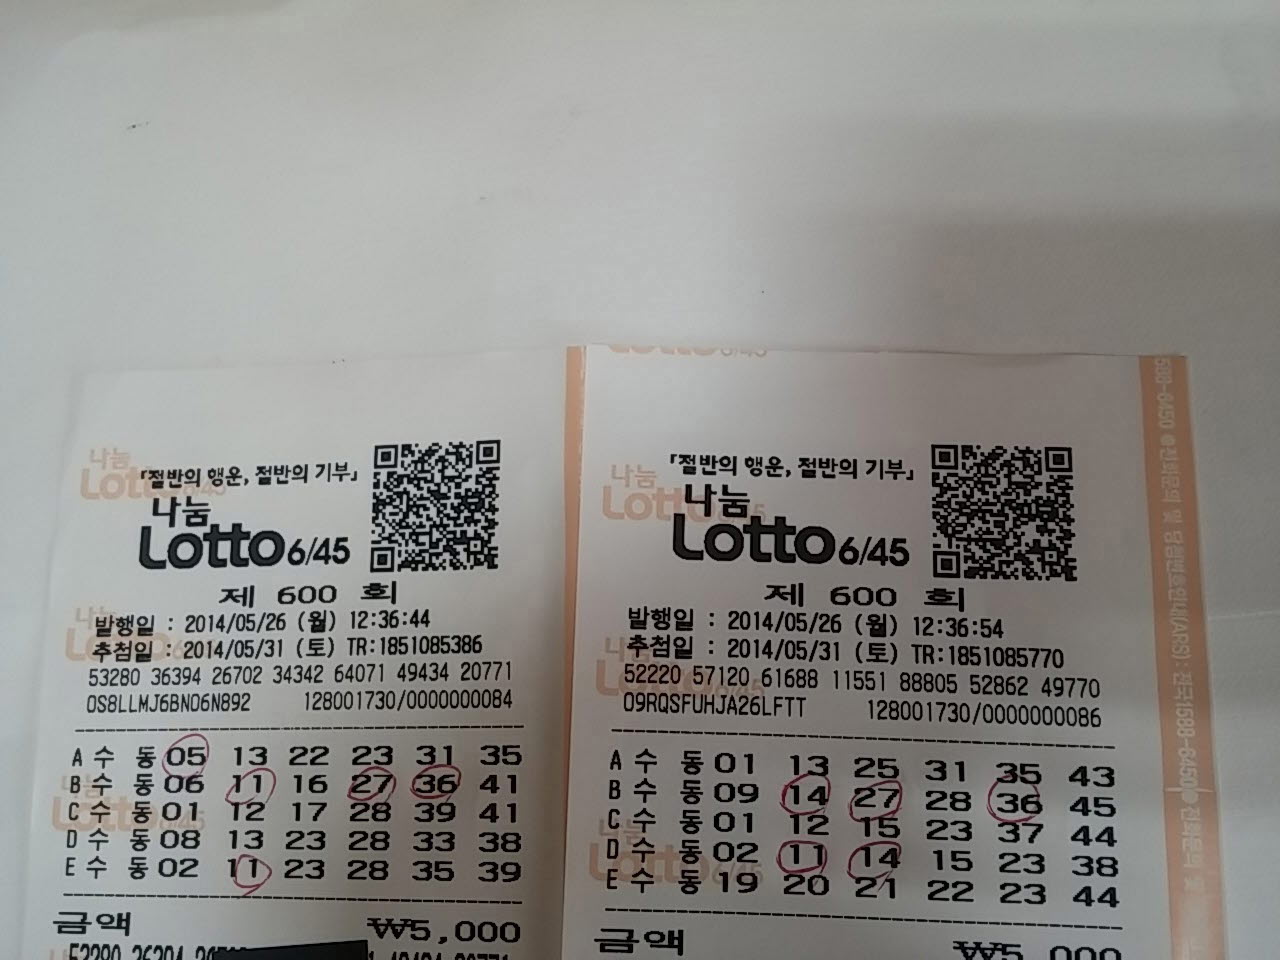 「절반의 행운, 절반의 기부」
나눔
Lotto 6/45
제 600 회
발행일 : 2014/05/26 (월) 12:36:44
추첨일 : 2014/05/31 (토) TR:1851085386
53280 36394 26702 34342 64071 49434 20771
OS8LLMJ6BN06N892 128001730/0000000084
A 수 동 05 13 22 23 31 35
B 수 동 06 11 16 27 36 41
C 수 동 01 12 17 28 39 41
D 수 동 08 13 23 28 33 38
E 수 동 02 11 23 28 35 39
금액 ₩5,000
「절반의 행운, 절반의 기부」
나눔
Lotto 6/45
제 600 회
발행일 : 2014/05/26 (월) 12:36:54
추첨일 : 2014/05/31 (토) TR:1851085770
52220 57120 61688 11551 88805 52862 49770
09RQSFUHJA26LFTT 128001730/0000000086
A 수 동 01 13 25 31 35 43
B 수 동 09 14 27 28 36 45
C 수 동 01 12 15 23 37 44
D 수 동 02 11 14 15 23 38
E 수 동 19 20 21 22 23 44
금액 ₩5,000